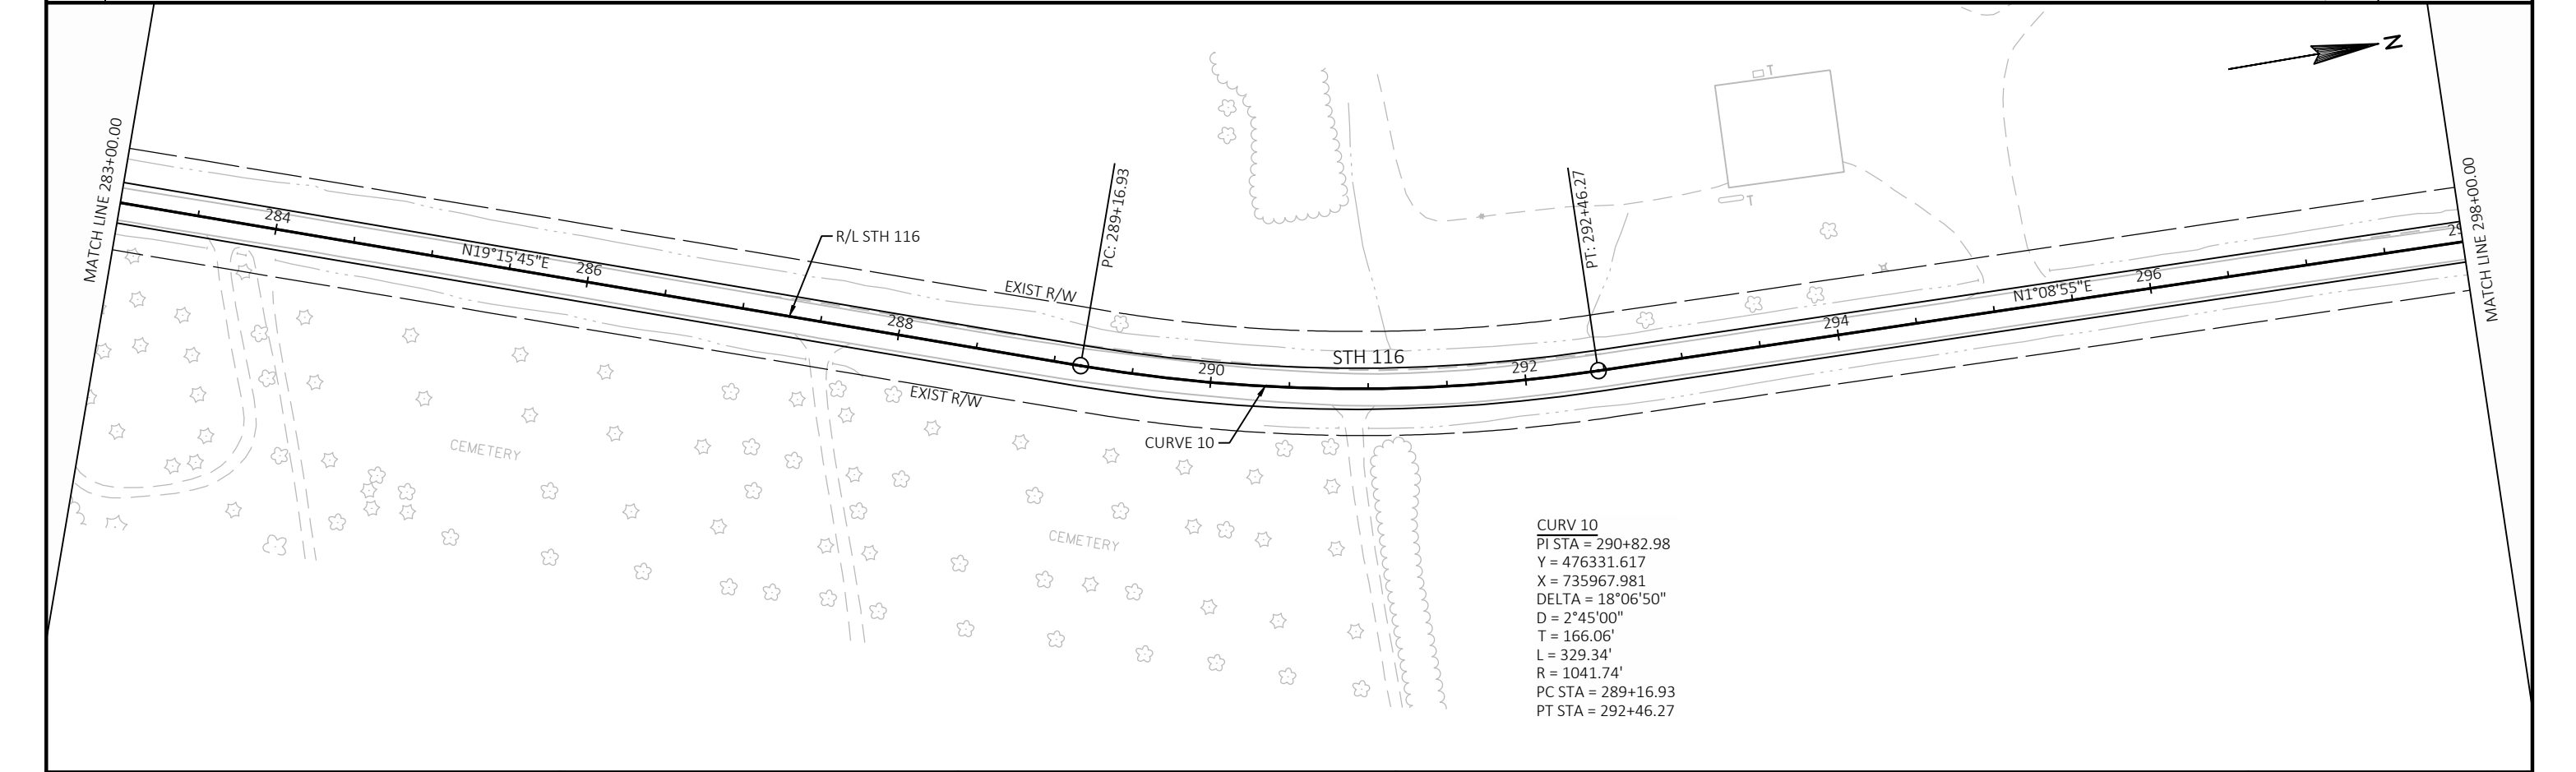 N
T
T
MATCH LINE 283+00.00
MATCH LINE 298+00.00
PC: 289+16.93
PT: 292+46.27
284
N19°15'45"E
286
R/L STH 116
288
EXIST R/W
290
STH 116
292
294
N1°08'55"E
296
EXIST R/W
CURVE 10
CEMETERY
CEMETERY
CURV 10
PI STA = 290+82.98
Y = 476331.617
X = 735967.981
DELTA = 18°06'50"
D = 2°45'00"
T = 166.06'
L = 329.34'
R = 1041.74'
PC STA = 289+16.93
PT STA = 292+46.27